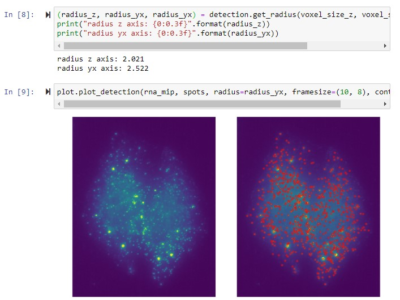 In [8]:
(radius_z, radius_yx, radius_yx) = detection.get_radius(voxel_size_z, voxel_s
print("radius z axis: {0:0.3f}".format(radius_z))
print("radius yx axis: {0:0.3f}".format(radius_yx))
radius z axis: 2.021
radius yx axis: 2.522
In [9]:
plot.plot_detection(rna_mip, spots, radius=radius_yx, framesize=(10, 8), cont